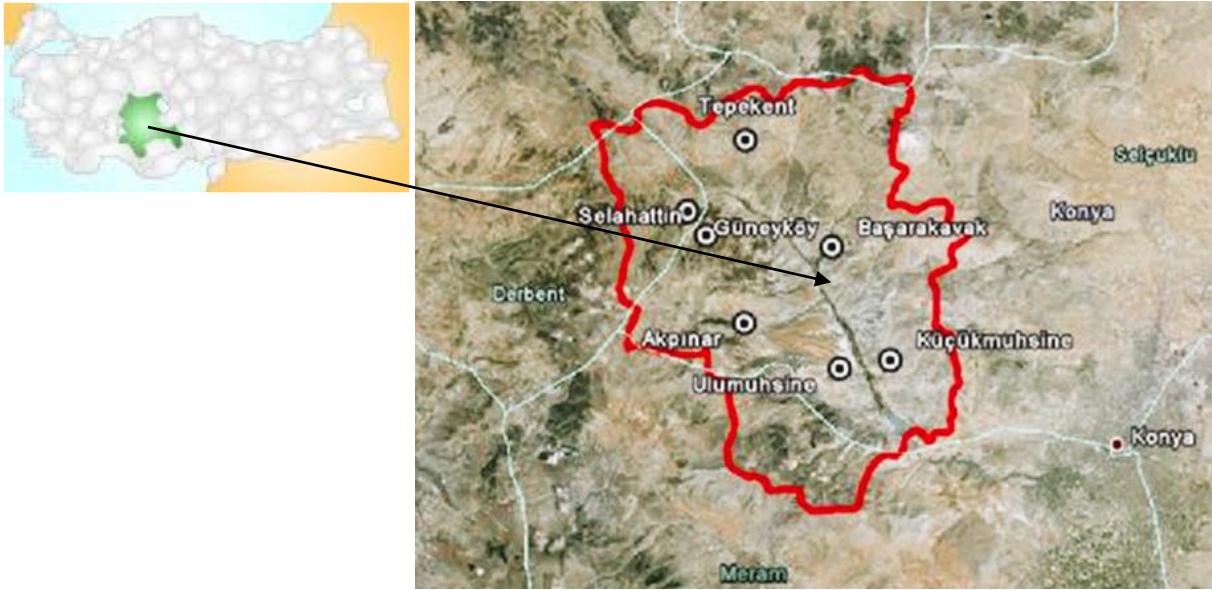 Tepekent
Selçuklu
Selahattin
Güneyköy
Başarakavak
Konya
Derbent
Akpınar
Küçükmuhsine
Ulumuhsine
Konya
Meram